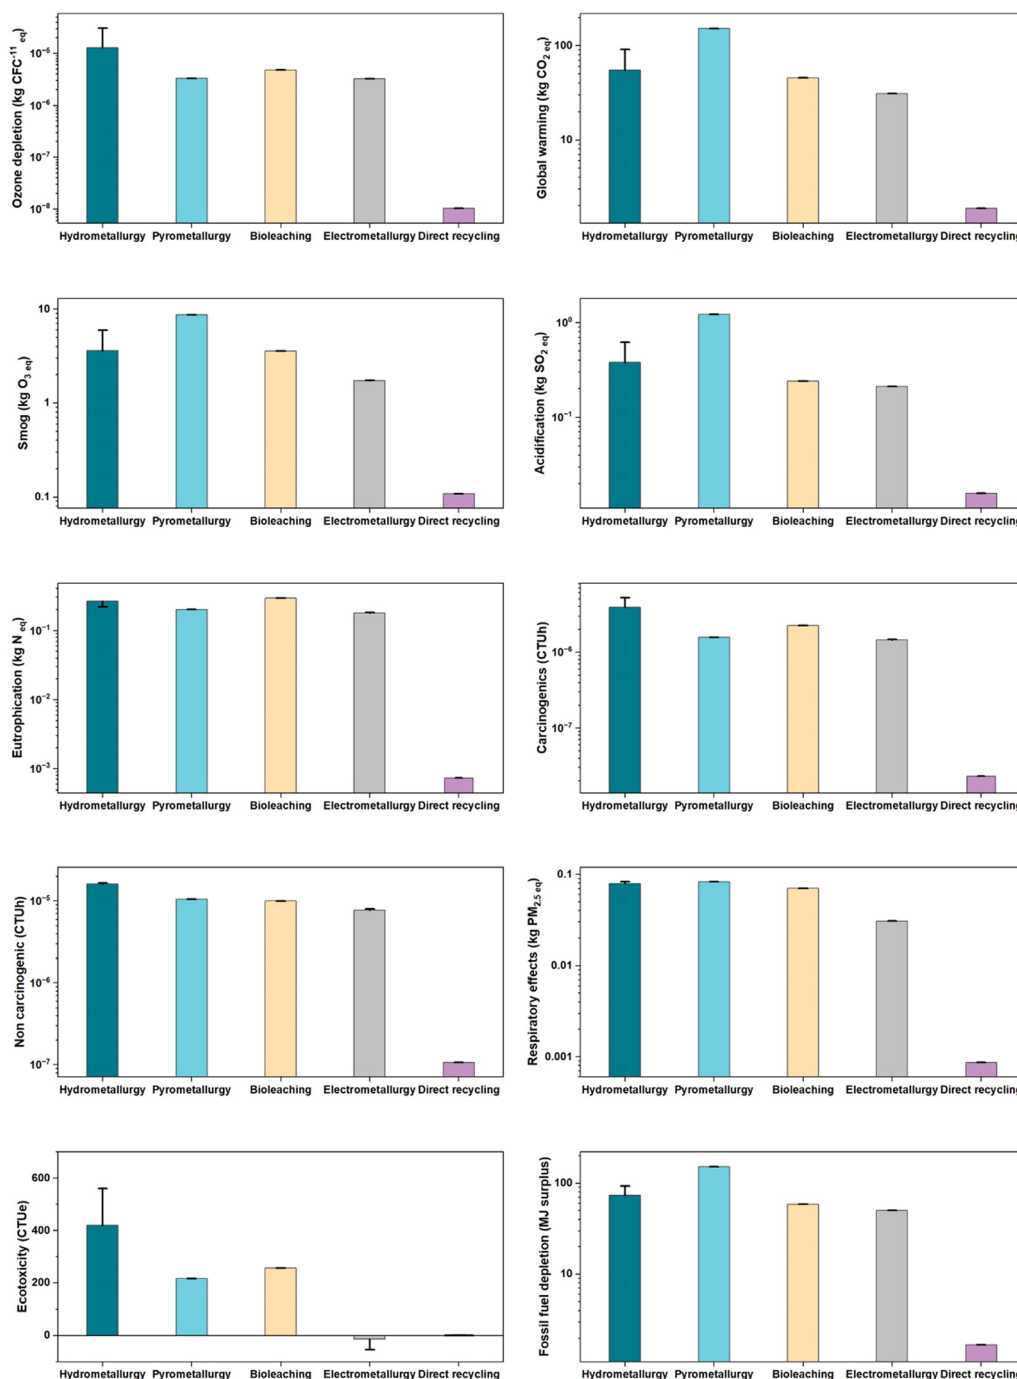 Ozone depletion (kg CFC⁻¹¹ eq)
10⁻⁵
10⁻⁶
10⁻⁷
10⁻⁸
Hydrometallurgy Pyrometallurgy Bioleaching Electrometallurgy Direct recycling
Global warming (kg CO₂ eq)
100
10
Hydrometallurgy Pyrometallurgy Bioleaching Electrometallurgy Direct recycling
Smog (kg O₃ eq)
10
1
0.1
Hydrometallurgy Pyrometallurgy Bioleaching Electrometallurgy Direct recycling
Acidification (kg SO₂ eq)
10⁰
10⁻¹
Hydrometallurgy Pyrometallurgy Bioleaching Electrometallurgy Direct recycling
Eutrophication (kg N eq)
10⁻¹
10⁻²
10⁻³
Hydrometallurgy Pyrometallurgy Bioleaching Electrometallurgy Direct recycling
Carcinogenics (CTUh)
10⁻⁶
10⁻⁷
Hydrometallurgy Pyrometallurgy Bioleaching Electrometallurgy Direct recycling
Non carcinogenic (CTUh)
10⁻⁵
10⁻⁶
10⁻⁷
Hydrometallurgy Pyrometallurgy Bioleaching Electrometallurgy Direct recycling
Respiratory effects (kg PM₂.₅ eq)
0.1
0.01
0.001
Hydrometallurgy Pyrometallurgy Bioleaching Electrometallurgy Direct recycling
Ecotoxicity (CTUe)
600
400
200
0
Hydrometallurgy Pyrometallurgy Bioleaching Electrometallurgy Direct recycling
Fossil fuel depletion (MJ surplus)
100
10
Hydrometallurgy Pyrometallurgy Bioleaching Electrometallurgy Direct recycling